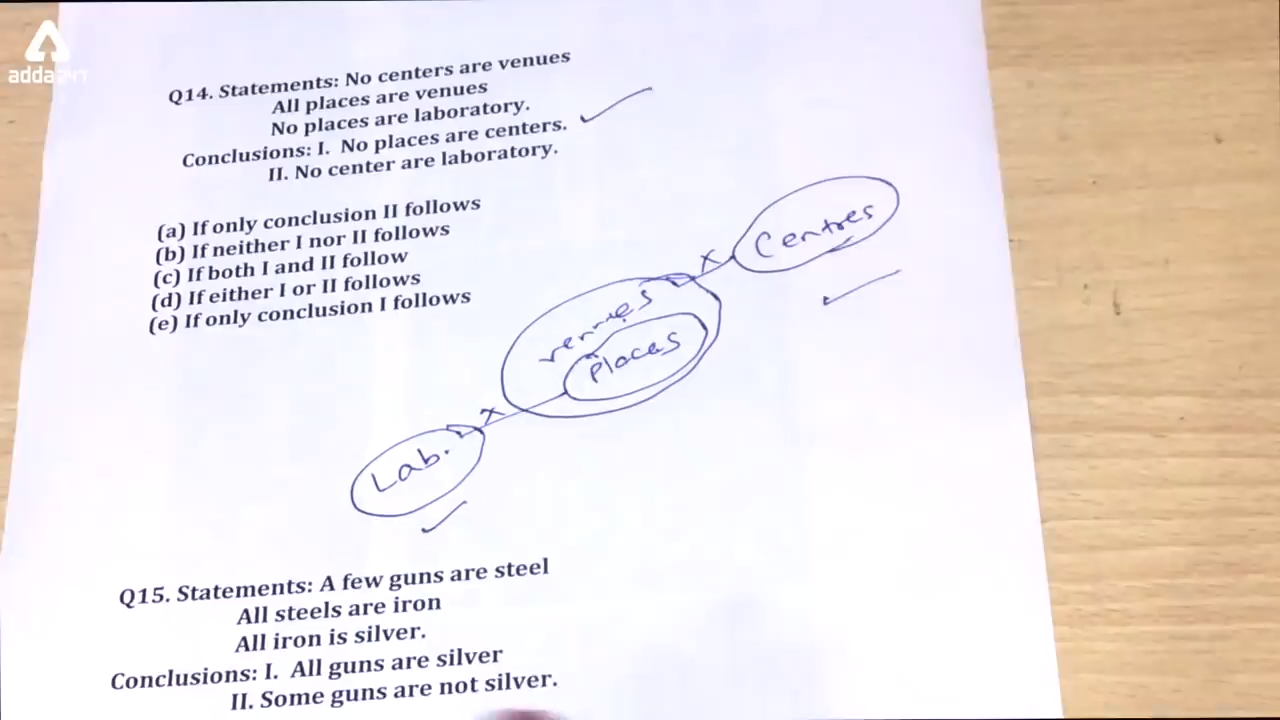 adda247
Q14. Statements: No centers are venues
All places are venues
No places are laboratory.
Conclusions: I. No places are centers.
II. No center are laboratory.
(a) If only conclusion II follows
(b) If neither I nor II follows
(c) If both I and II follow
(d) If either I or II follows
(e) If only conclusion I follows
Centres
venues
Places
Lab.
Q15. Statements: A few guns are steel
All steels are iron
All iron is silver.
Conclusions: I. All guns are silver
II. Some guns are not silver.